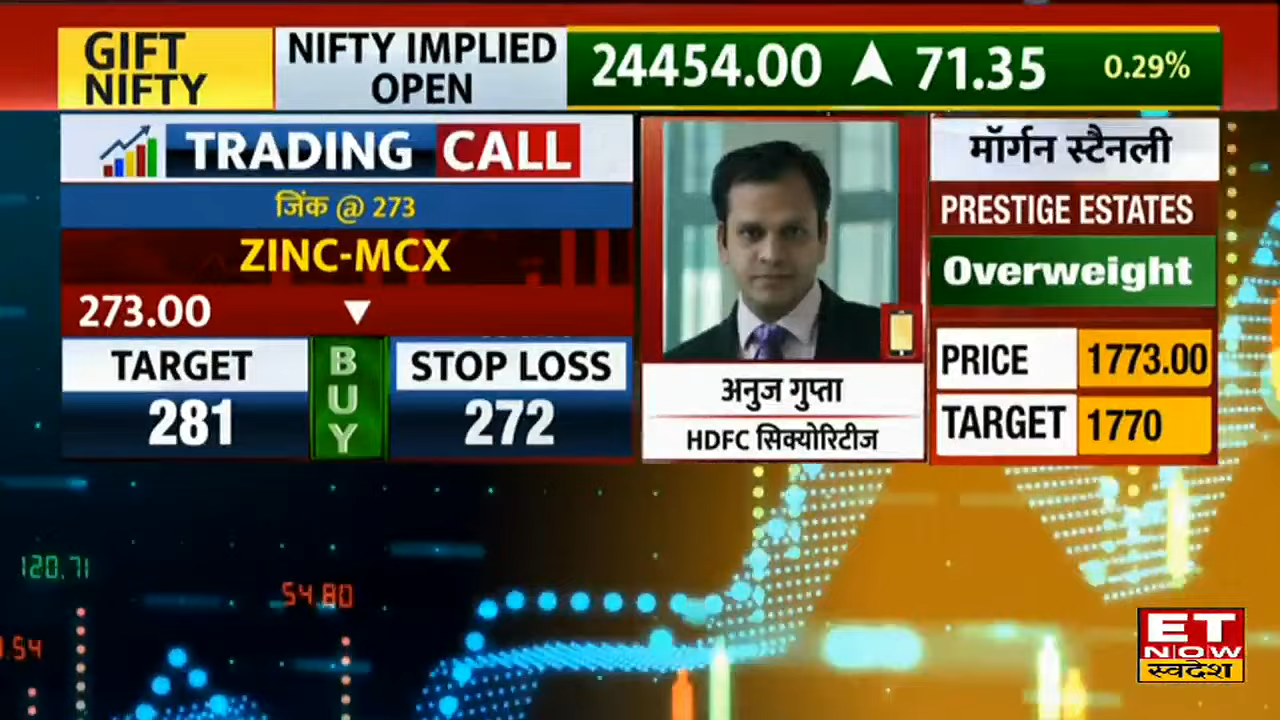 GIFT
NIFTY
NIFTY IMPLIED
OPEN
24454.00 ▲ 71.35 0.29%
TRADING CALL
जिंक @ 273
ZINC-MCX
273.00 ▼
TARGET
281
BUY
STOP LOSS
272
अनुज गुप्ता
HDFC सिक्योरिटीज
मॉर्गन स्टैनली
PRESTIGE ESTATES
Overweight
PRICE 1773.00
TARGET 1770
120.71
54.80
.54
ET
NOW
स्वदेश